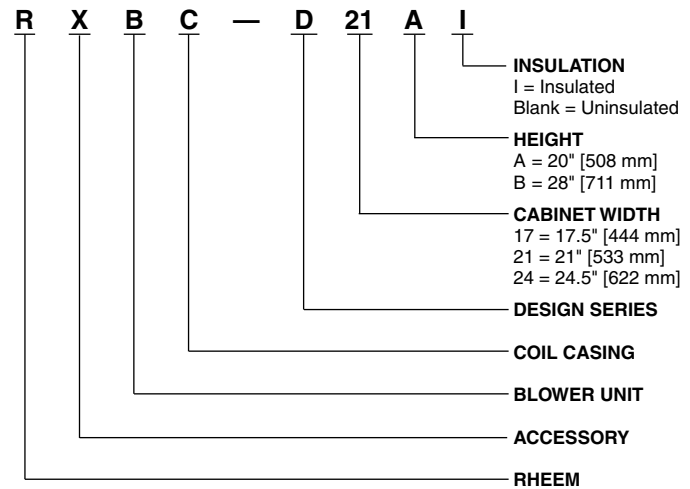 R X B C — D 21 A I
INSULATION
I = Insulated
Blank = Uninsulated
HEIGHT
A = 20" [508 mm]
B = 28" [711 mm]
CABINET WIDTH
17 = 17.5" [444 mm]
21 = 21" [533 mm]
24 = 24.5" [622 mm]
DESIGN SERIES
COIL CASING
BLOWER UNIT
ACCESSORY
RHEEM